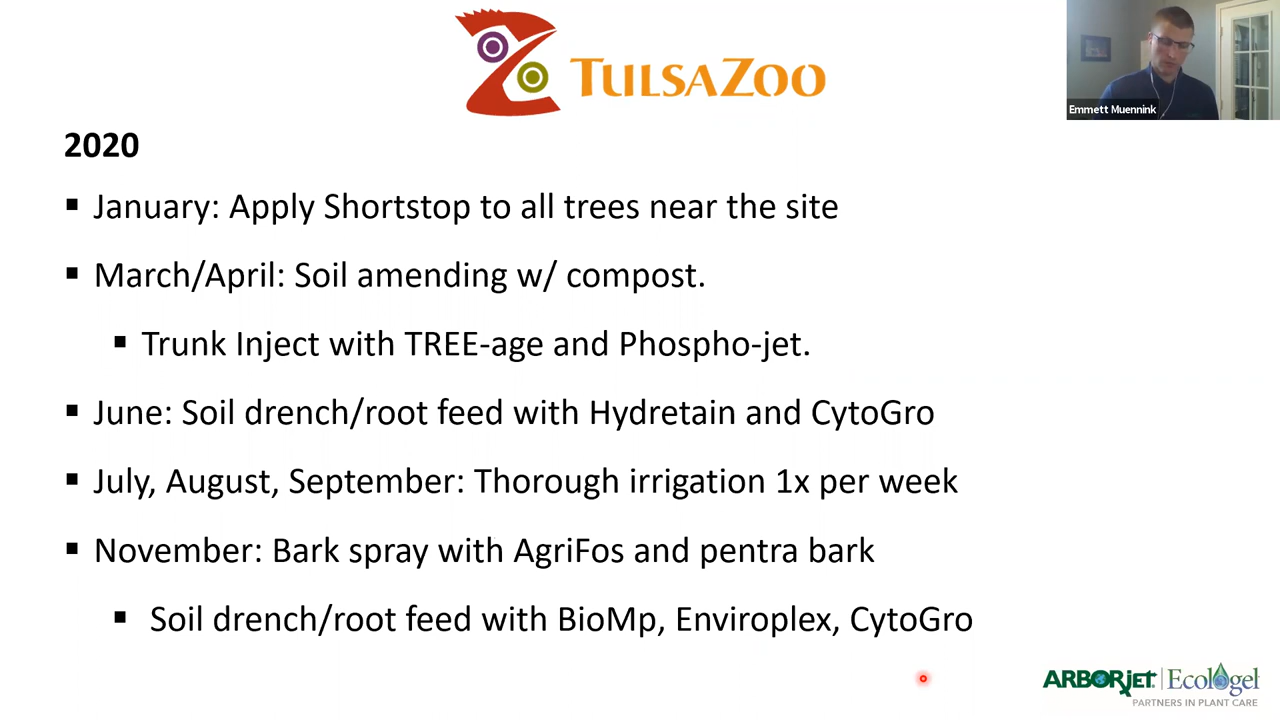 TULSAZOO
Emmett Muennink
2020
▪ January: Apply Shortstop to all trees near the site
▪ March/April: Soil amending w/ compost.
▪ Trunk Inject with TREE-age and Phospho-jet.
▪ June: Soil drench/root feed with Hydretain and CytoGro
▪ July, August, September: Thorough irrigation 1x per week
▪ November: Bark spray with AgriFos and pentra bark
▪ Soil drench/root feed with BioMp, Enviroplex, CytoGro
ARBORjET Ecologel
PARTNERS IN PLANT CARE